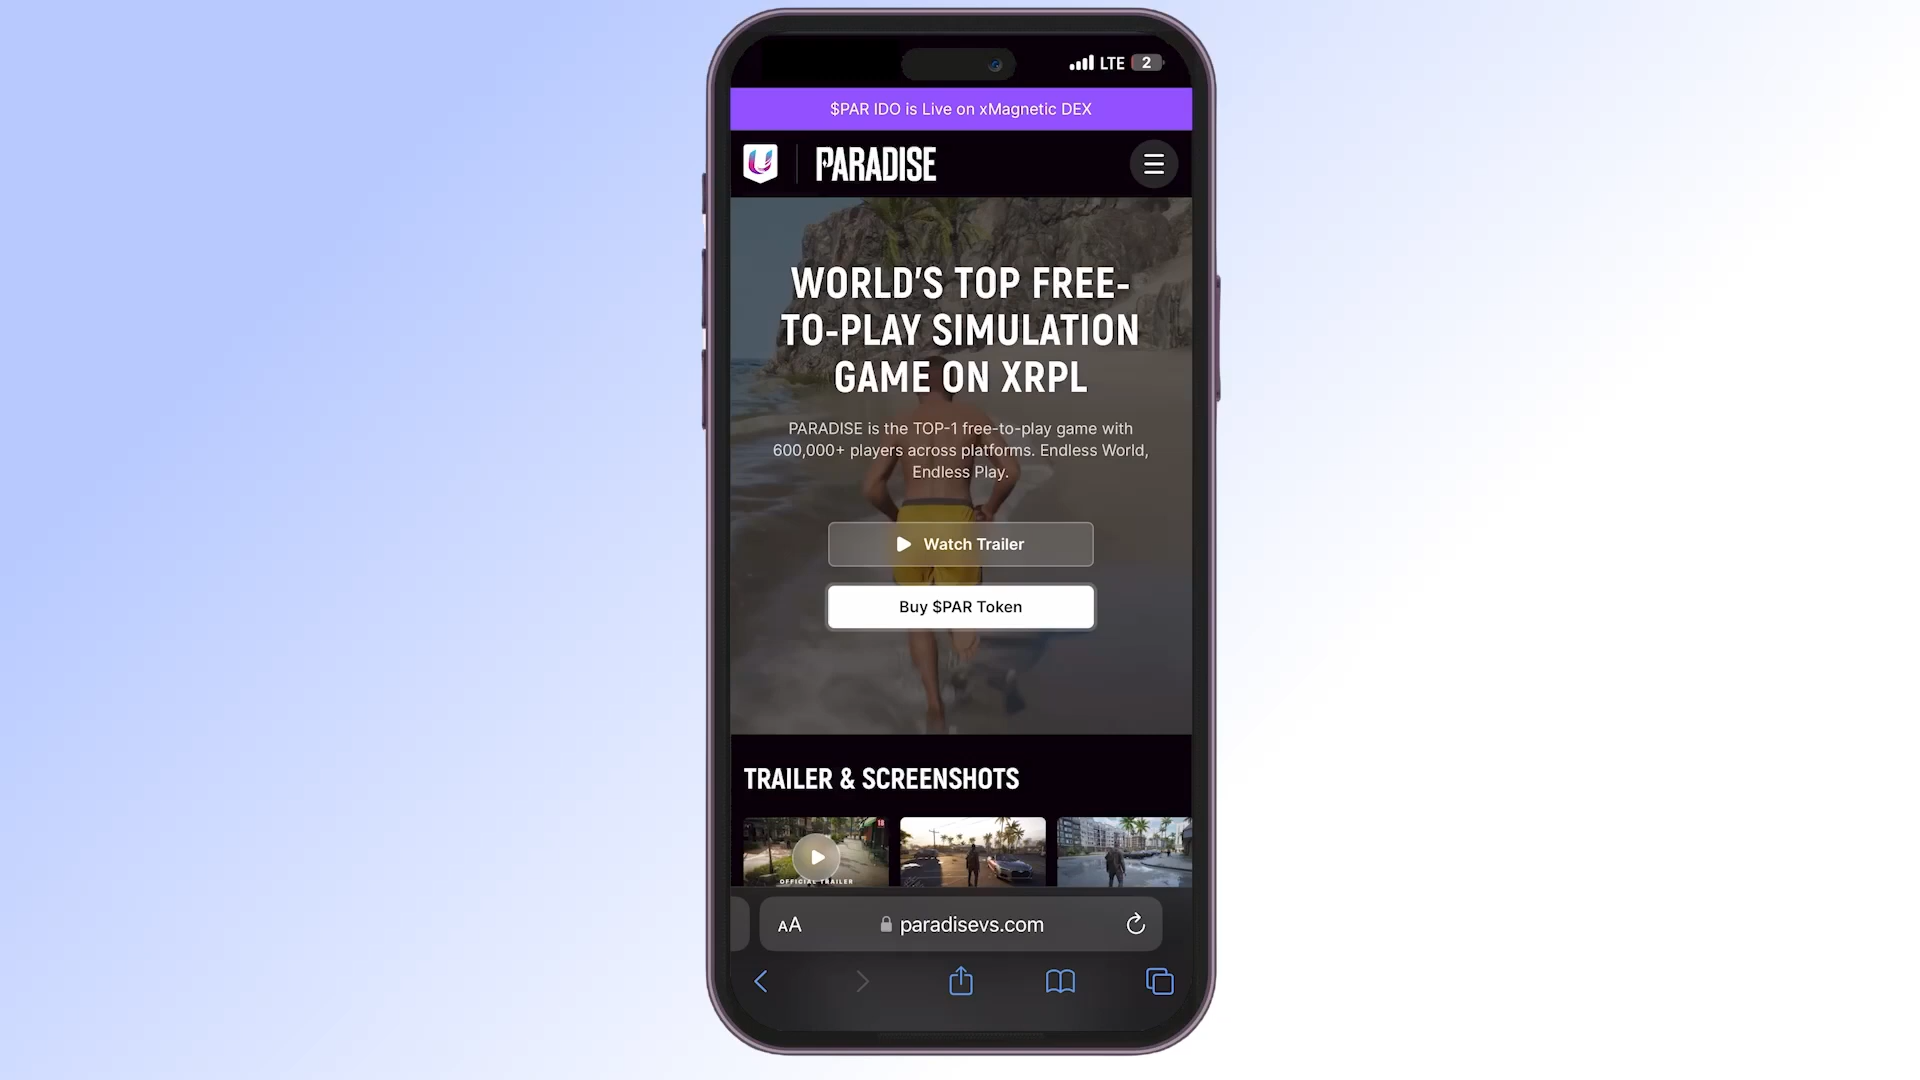 LTE 2
$PAR IDO is Live on xMagnetic DEX
PARADISE
WORLD'S TOP FREE-
TO-PLAY SIMULATION
GAME ON XRPL
PARADISE is the TOP-1 free-to-play game with
600,000+ players across platforms. Endless World,
Endless Play.
Watch Trailer
Buy $PAR Token
TRAILER & SCREENSHOTS
18
OFFICIAL TRAILER
AA paradisevs.com